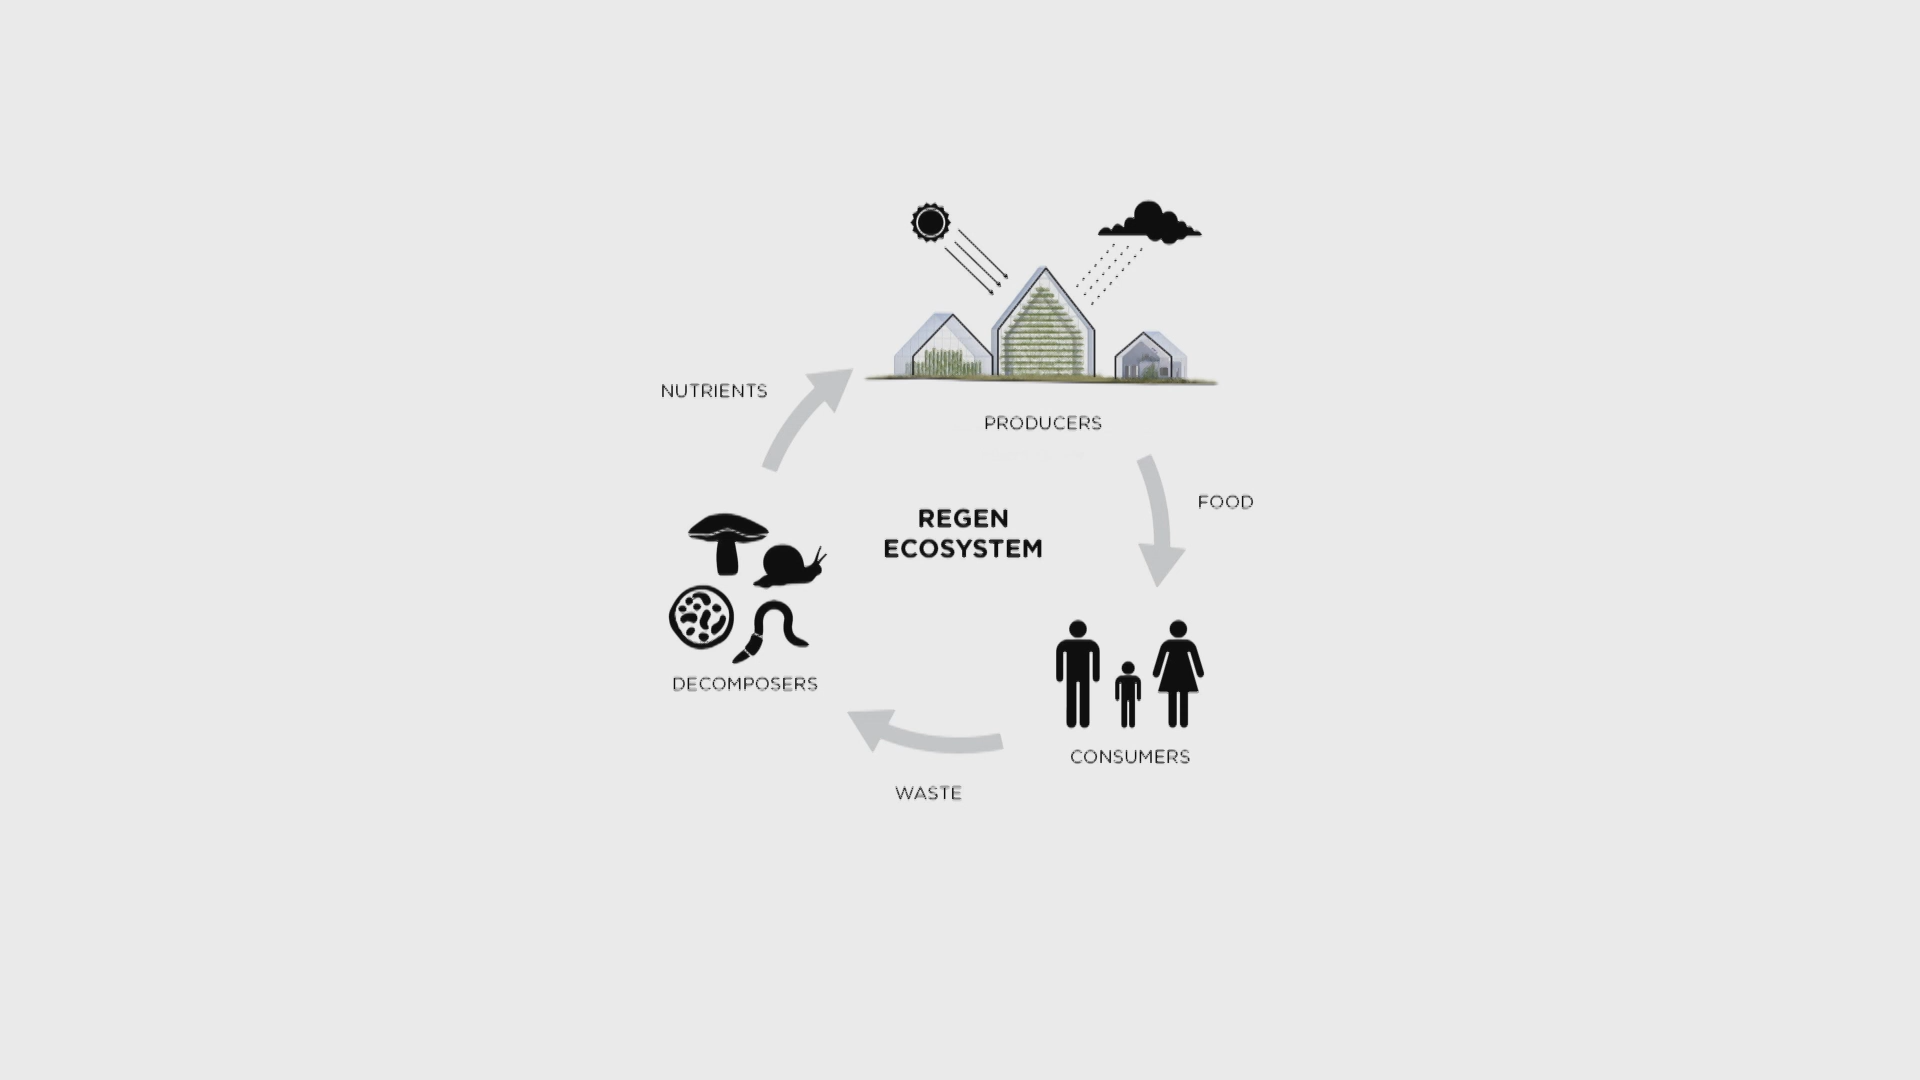 NUTRIENTS
PRODUCERS
FOOD
REGEN
ECOSYSTEM
DECOMPOSERS
CONSUMERS
WASTE